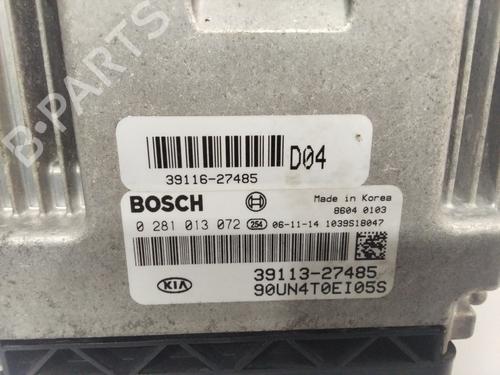 B-PARTS
39116-27485
D04
BOSCH
Made in Korea
8604 0103
0 281 013 072 254 06-11-14 1039S18047
KIA
39113-27485
90UN4T0EI05S